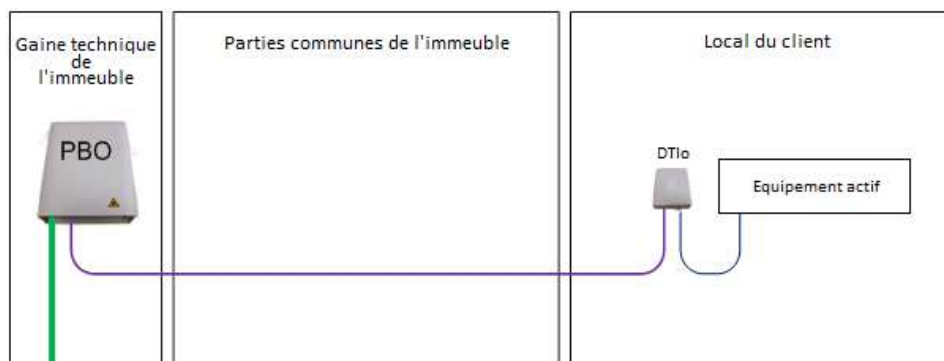 Gaine technique
de
l'immeuble
Parties communes de l'immeuble
Local du client
PBO
DTIo
Equipement actif